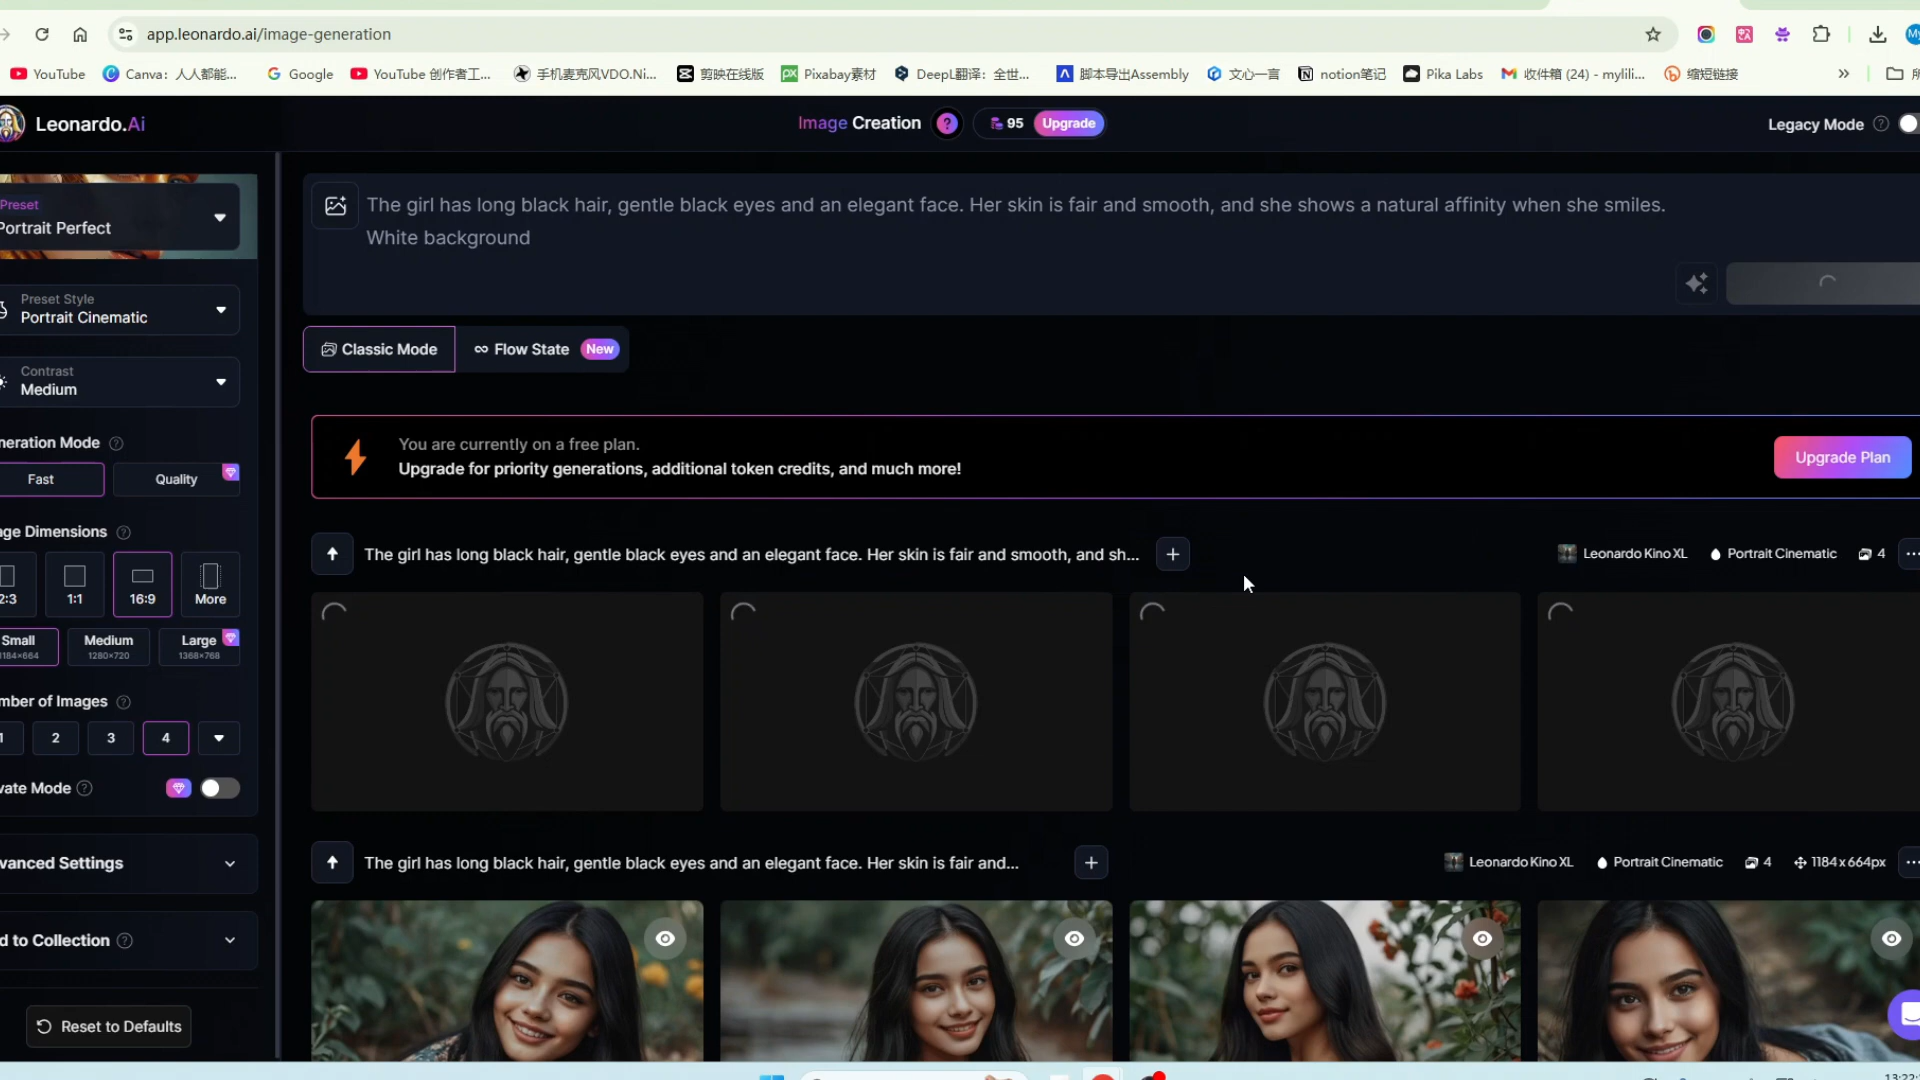 app.leonardo.ai/image-generation
YouTube
Canva：人人都能...
Google
YouTube 创作者工...
手机麦克风VDO.Ni...
剪映在线版
Pixabay素材
DeepL翻译：全世...
脚本导出Assembly
文心一言
notion笔记
Pika Labs
收件箱 (24) - mylili...
缩短链接
Leonardo.Ai
Image Creation
?
95
Upgrade
Legacy Mode
Preset
Portrait Perfect
Preset Style
Portrait Cinematic
Contrast
Medium
neration Mode
Fast
Quality
age Dimensions
2:3
1:1
16:9
More
Small
1184×664
Medium
1280×720
Large
1368×768
mber of Images
1
2
3
4
vate Mode
vanced Settings
d to Collection
Reset to Defaults
The girl has long black hair, gentle black eyes and an elegant face. Her skin is fair and smooth, and she shows a natural affinity when she smiles.
White background
Classic Mode
Flow State
New
You are currently on a free plan.
Upgrade for priority generations, additional token credits, and much more!
Upgrade Plan
The girl has long black hair, gentle black eyes and an elegant face. Her skin is fair and smooth, and sh...
Leonardo Kino XL
Portrait Cinematic
4
The girl has long black hair, gentle black eyes and an elegant face. Her skin is fair and...
Leonardo Kino XL
Portrait Cinematic
4
1184 x 664px